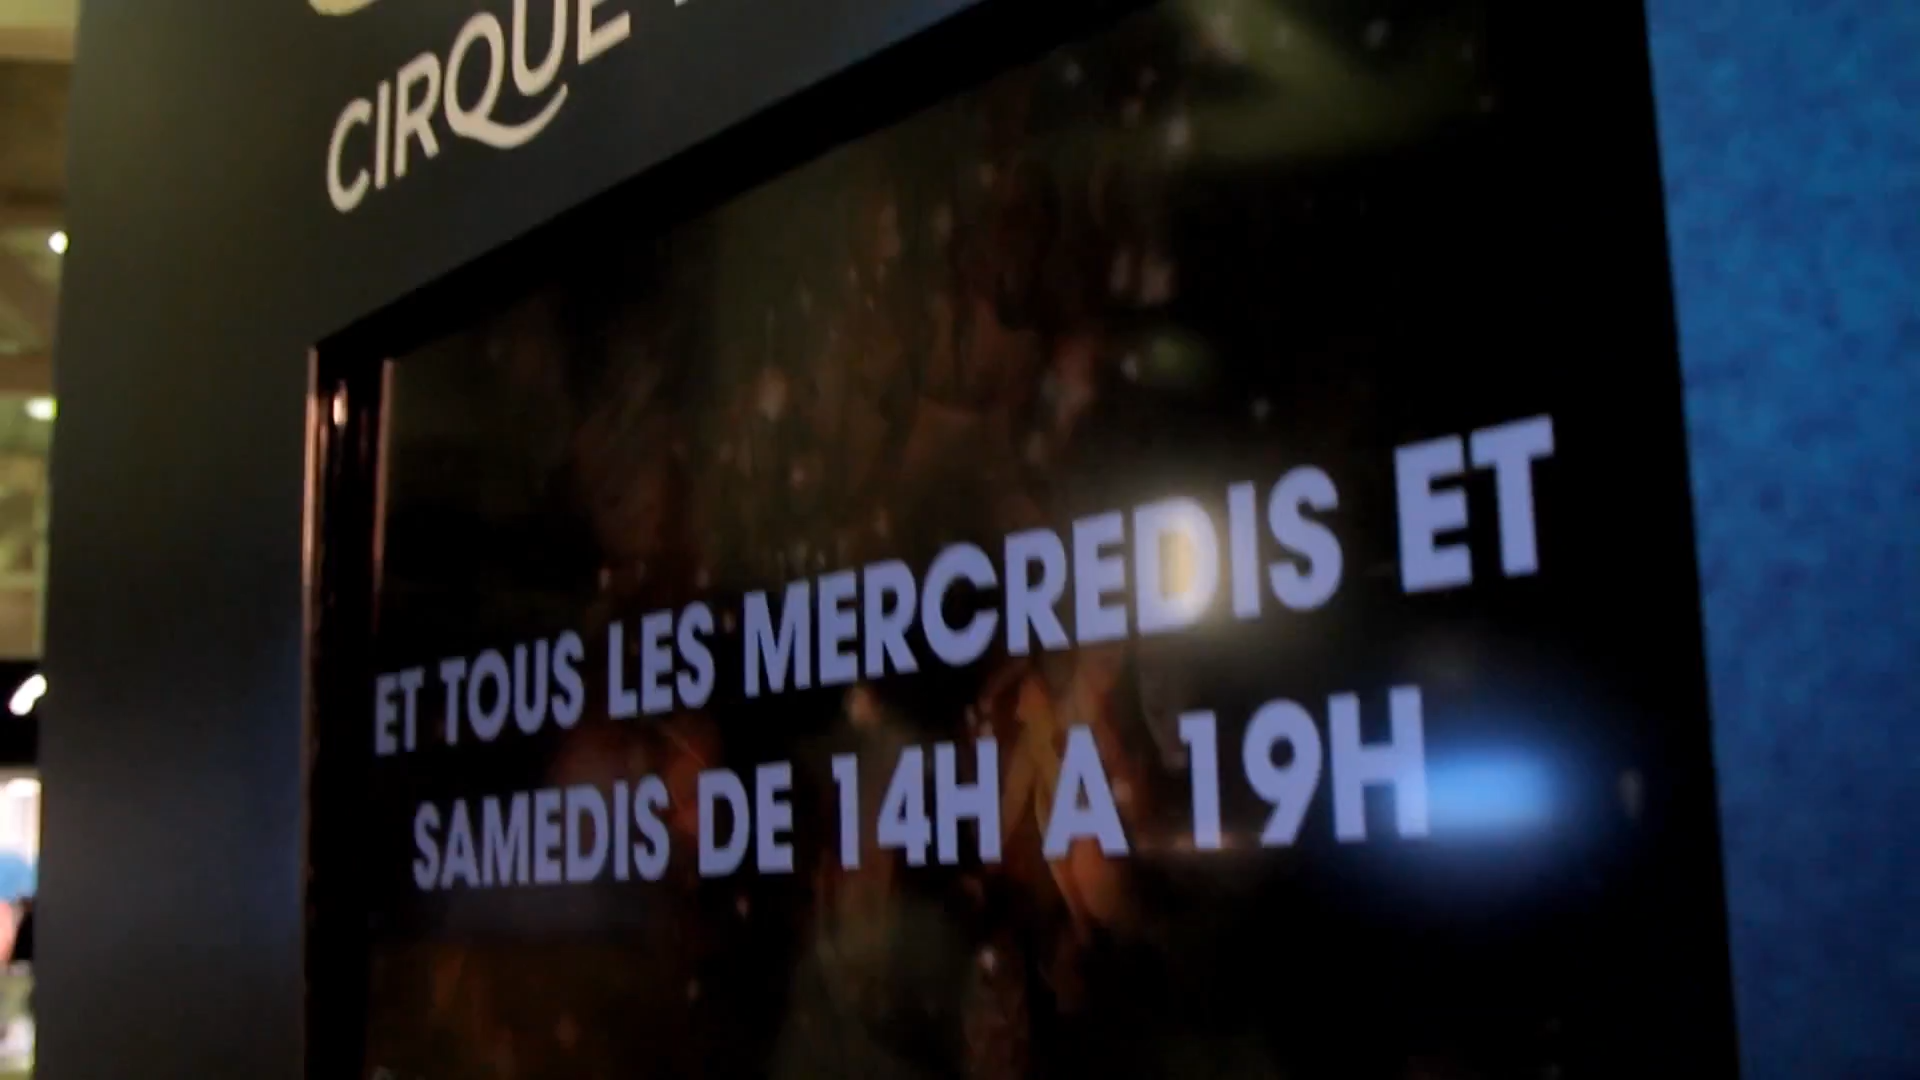 CIRQUE
ET TOUS LES MERCREDIS ET
SAMEDIS DE 14H A 19H